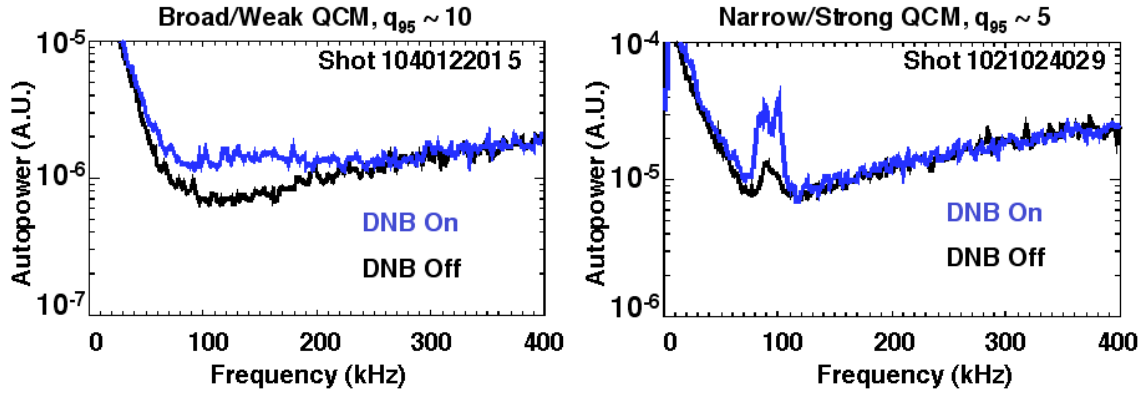 Broad/Weak QCM, q95 ~ 10
Shot 1040122015
Autopower (A.U.)
10-5
10-6
10-7
DNB On
DNB Off
0 100 200 300 400
Frequency (kHz)
Narrow/Strong QCM, q95 ~ 5
Shot 1021024029
Autopower (A.U.)
10-4
10-5
10-6
DNB On
DNB Off
0 100 200 300 400
Frequency (kHz)